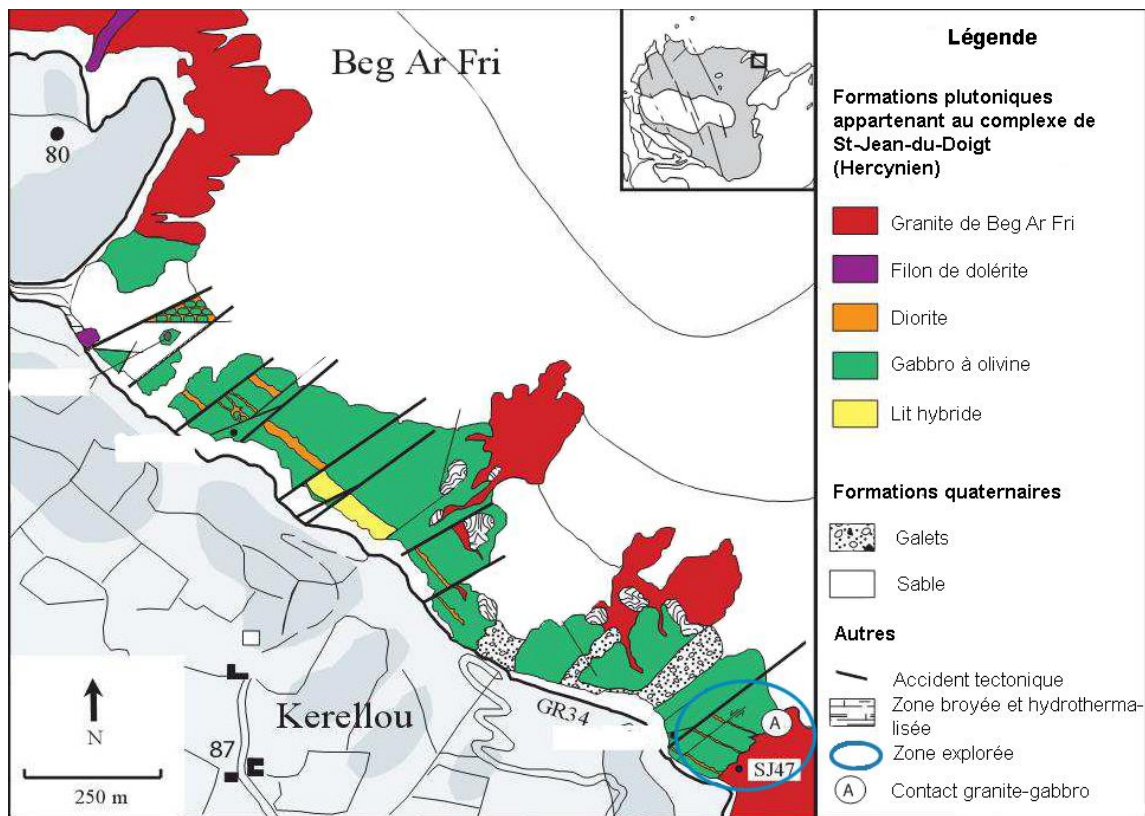 Beg Ar Fri
80
Kerellou
87
GR34
A
SJ47
N
250 m
Légende
Formations plutoniques
appartenant au complexe de
St-Jean-du-Doigt
(Hercynien)
Granite de Beg Ar Fri
Filon de dolérite
Diorite
Gabbro à olivine
Lit hybride
Formations quaternaires
Galets
Sable
Autres
Accident tectonique
Zone broyée et hydrotherma-
lisée
Zone explorée
A Contact granite-gabbro